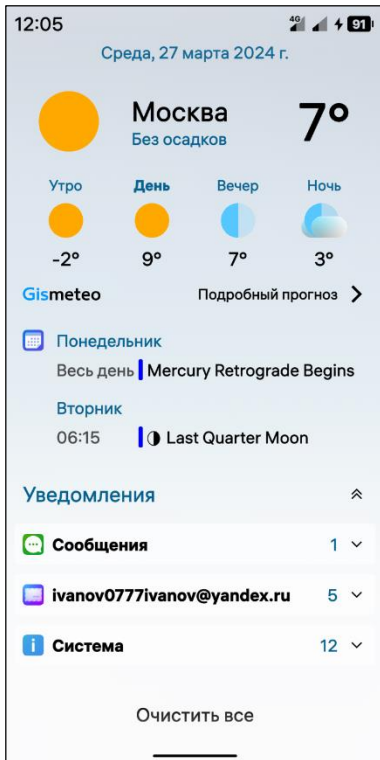 12:05 4G 91
Среда, 27 марта 2024 г.
Москва 7°
Без осадков
Утро День Вечер Ночь
-2° 9° 7° 3°
Gismeteo Подробный прогноз
Понедельник
Весь день Mercury Retrograde Begins
Вторник
06:15 Last Quarter Moon
Уведомления
Сообщения 1
ivanov0777ivanov@yandex.ru 5
Система 12
Очистить все